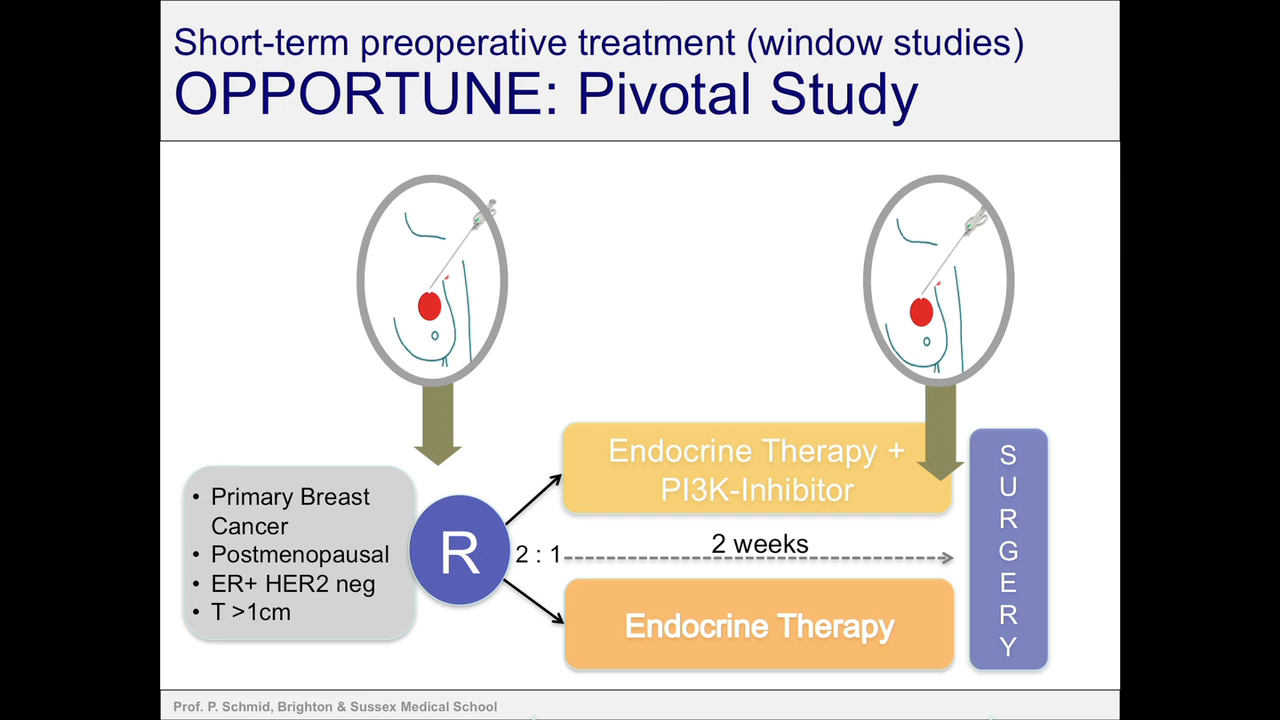 Short-term preoperative treatment (window studies)
OPPORTUNE: Pivotal Study
• Primary Breast
Cancer
• Postmenopausal
• ER+ HER2 neg
• T >1cm
R
2 : 1
Endocrine Therapy +
PI3K-Inhibitor
2 weeks
Endocrine Therapy
S
U
R
G
E
R
Y
Prof. P. Schmid, Brighton & Sussex Medical School